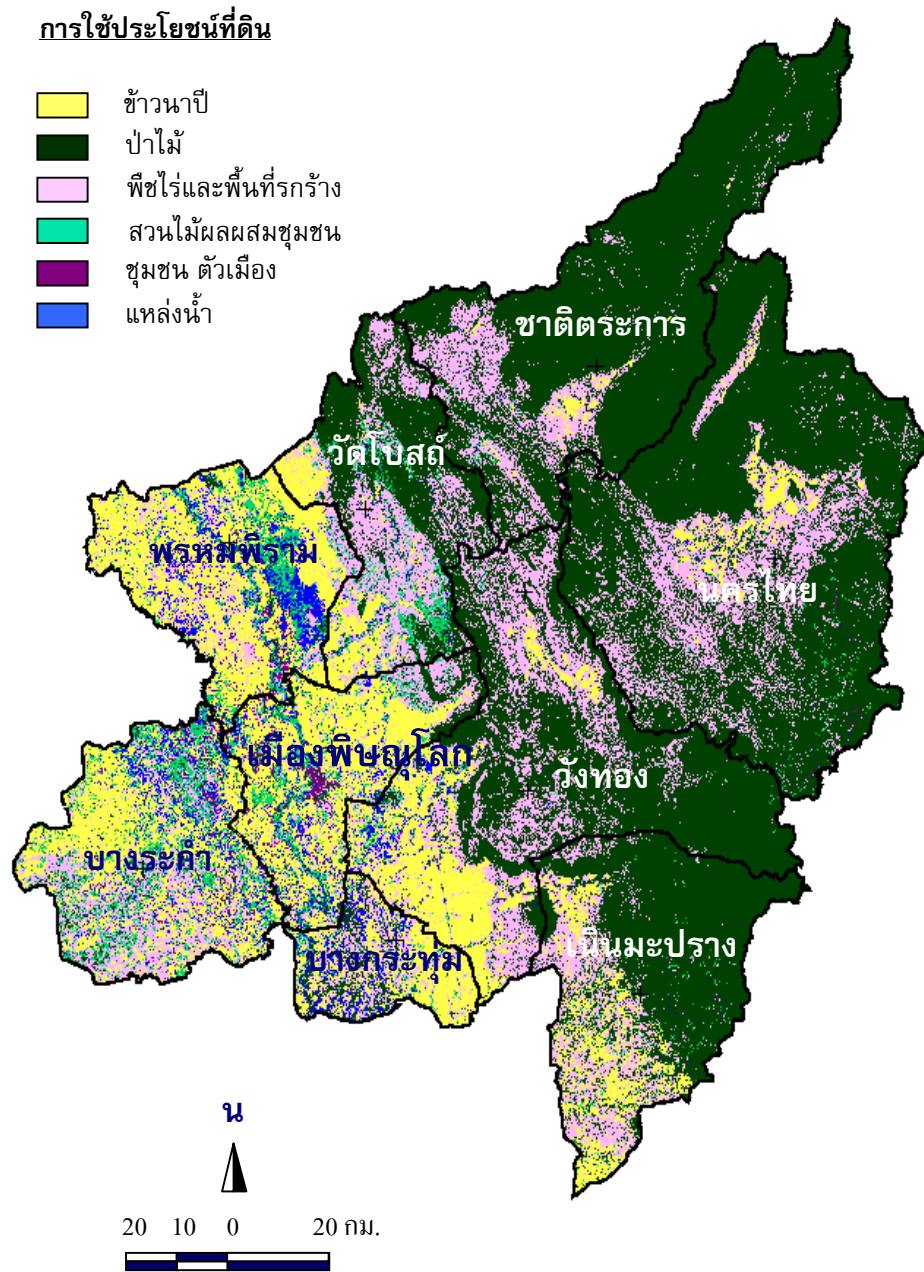 การใช้ประโยชน์ที่ดิน
ข้าวนาปี
ป่าไม้
พืชไร่และพื้นที่รกร้าง
สวนไม้ผลผสมชุมชน
ชุมชน ตัวเมือง
แหล่งน้ำ
ชาติตระการ
วัดโบสถ์
พรหมพิราม
นครไทย
เมืองพิษณุโลก
วังทอง
บางระกำ
บางกระทุ่ม
เนินมะปราง
น
20 10 0 20 กม.